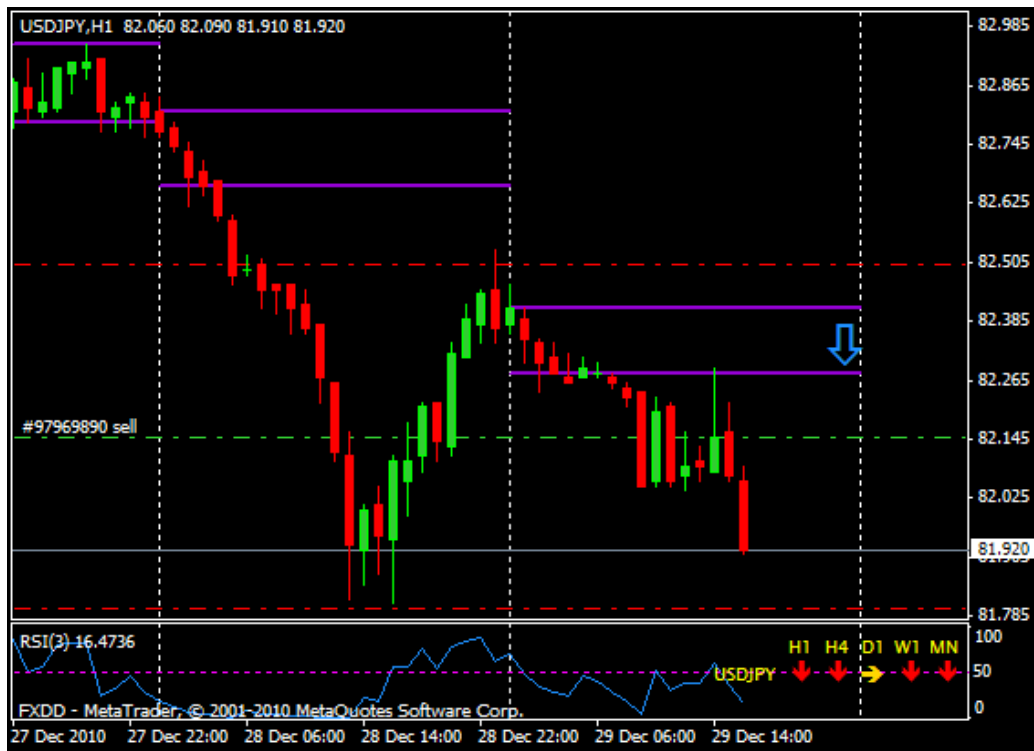 USDJPY,H1 82.060 82.090 81.910 81.920
82.985
82.865
82.745
82.625
82.505
82.385
82.265
#97969890 sell
82.145
82.025
81.920
81.785
RSI(3) 16.4736
100
H1 H4 D1 W1 MN
USDJPY
50
0
FXDD - MetaTrader, © 2001-2010 MetaQuotes Software Corp.
27 Dec 2010 27 Dec 22:00 28 Dec 06:00 28 Dec 14:00 28 Dec 22:00 29 Dec 06:00 29 Dec 14:00